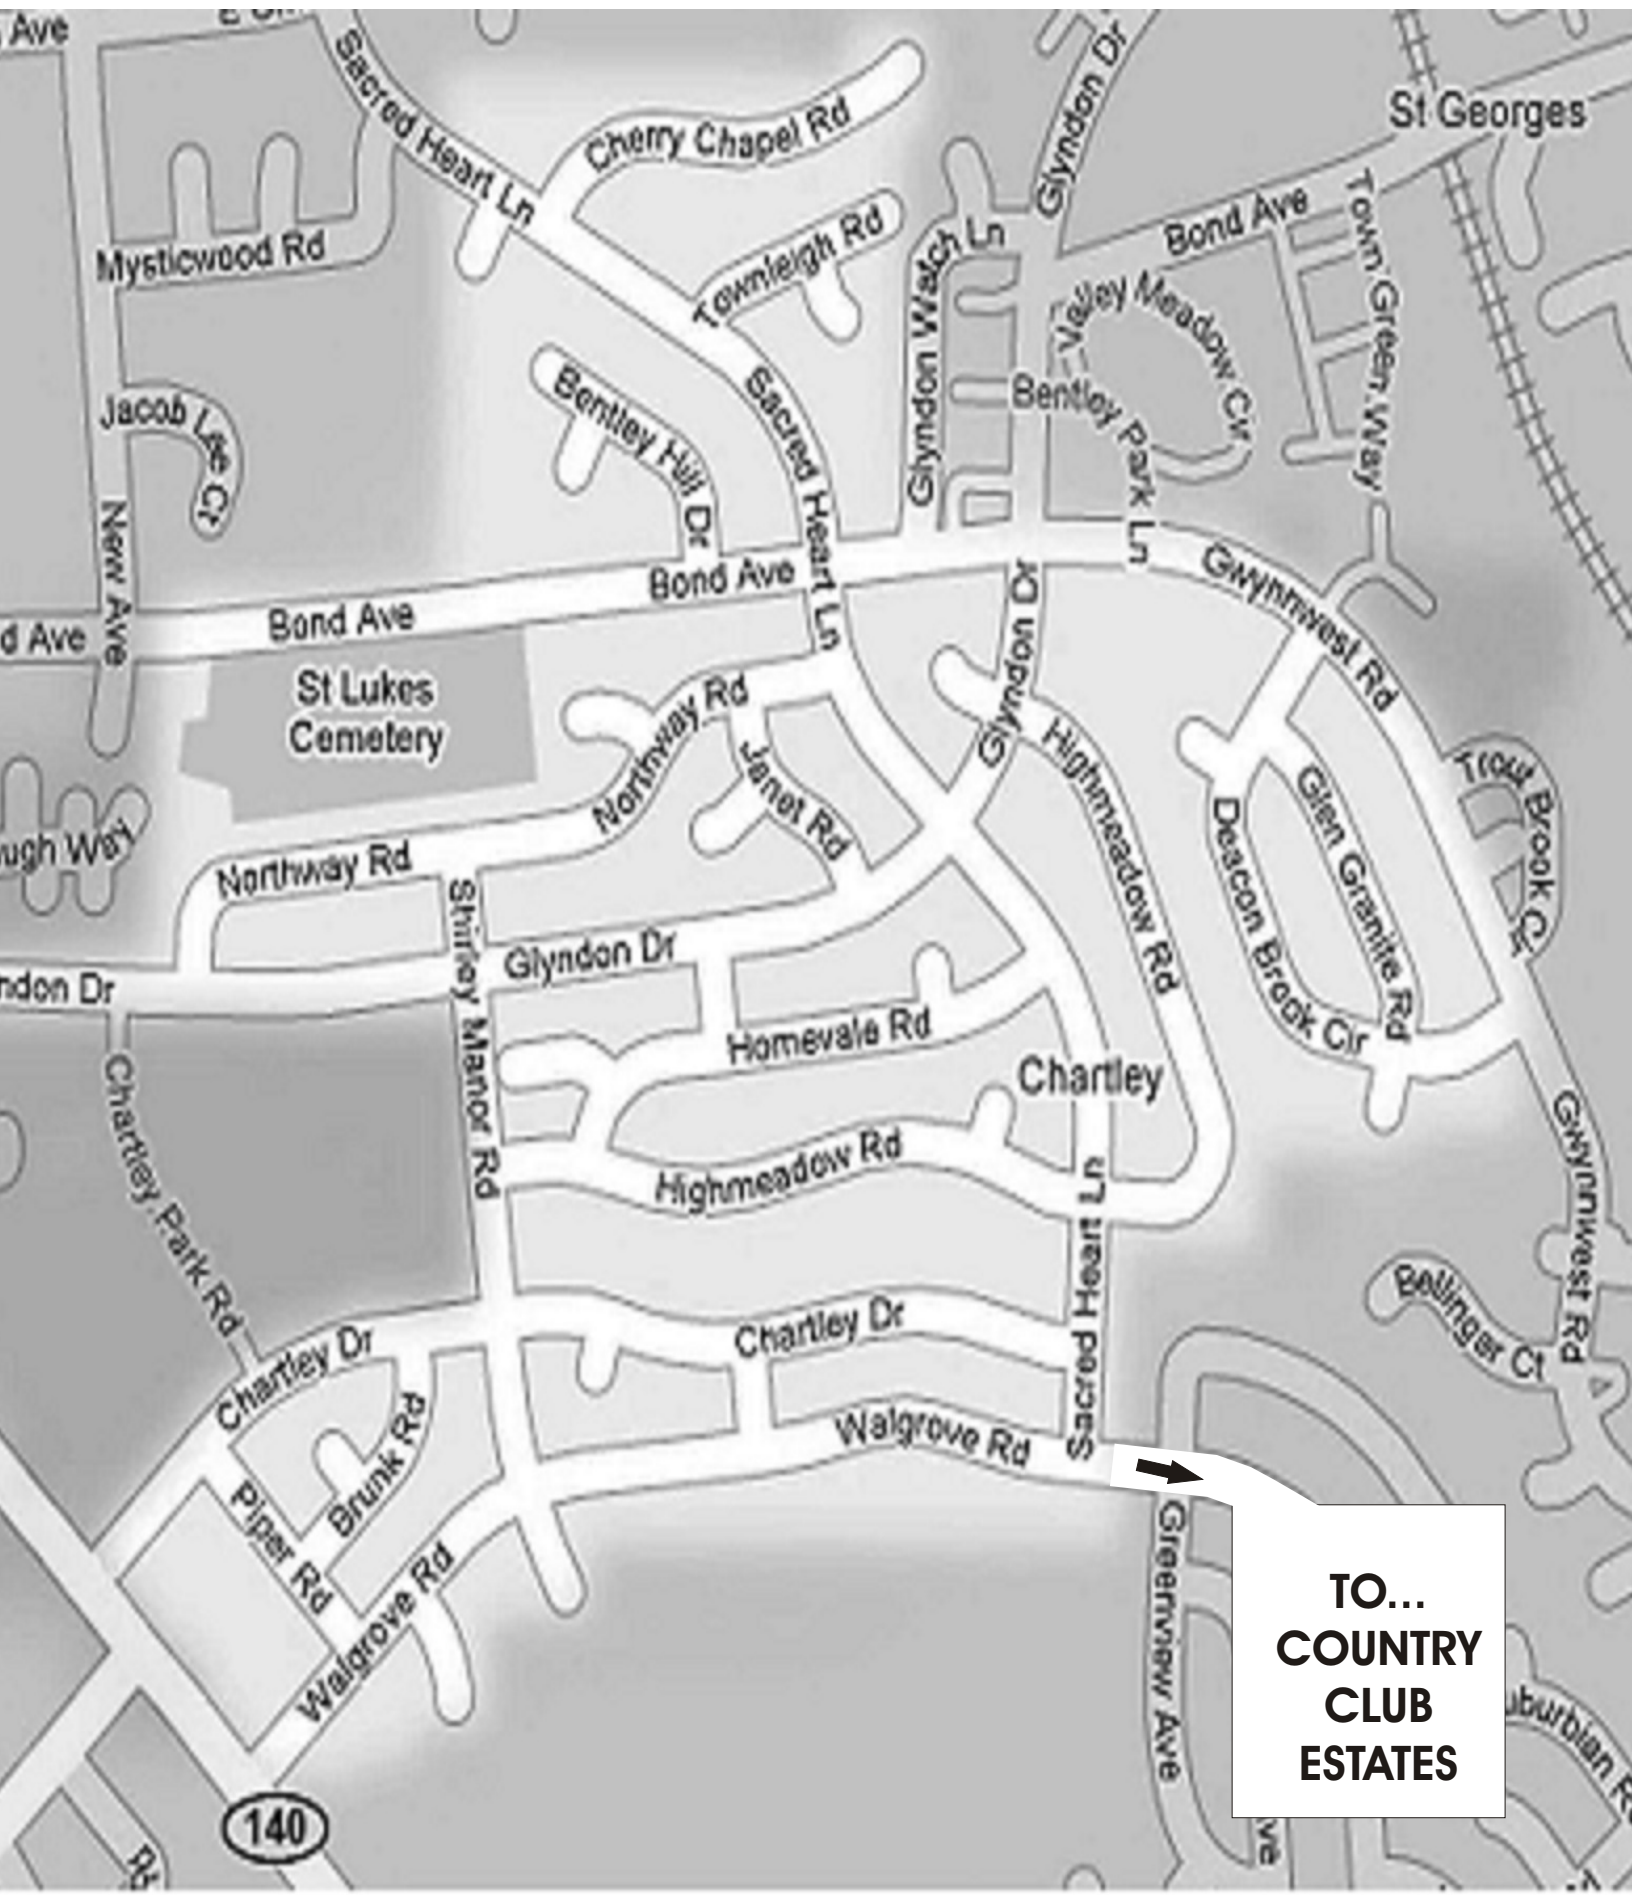 Ave
Sacred Heart Ln
Cherry Chapel Rd
Glyndon Dr
St Georges
Mysticwood Rd
Townleigh Rd
Glyndon Watch Ln
Bond Ave
Town Green Way
Valley Meadow Cir
Jacob Lee Ct
Bentley Hill Dr
Sacred Heart Ln
Bentley Park Ln
New Ave
Bond Ave
Bond Ave
d Ave
Gwynnwest Rd
St Lukes
Cemetery
Northway Rd
Janet Rd
Glyndon Dr
Highmeadow Rd
Glen Granite Rd
Deacon Brook Cir
Trout Brook Ct
ugh Way
Northway Rd
Shirley Manor Rd
Glyndon Dr
ndon Dr
Homevale Rd
Chartley
Chartley Park Rd
Highmeadow Rd
Gwynnwest Rd
Sacred Heart Ln
Bellinger Ct
Chartley Dr
Chartley Dr
Brunk Rd
Piper Rd
Walgrove Rd
Walgrove Rd
Greenview Ave
TO...
COUNTRY
CLUB
ESTATES
uburbian Rd
140
Rd
ve